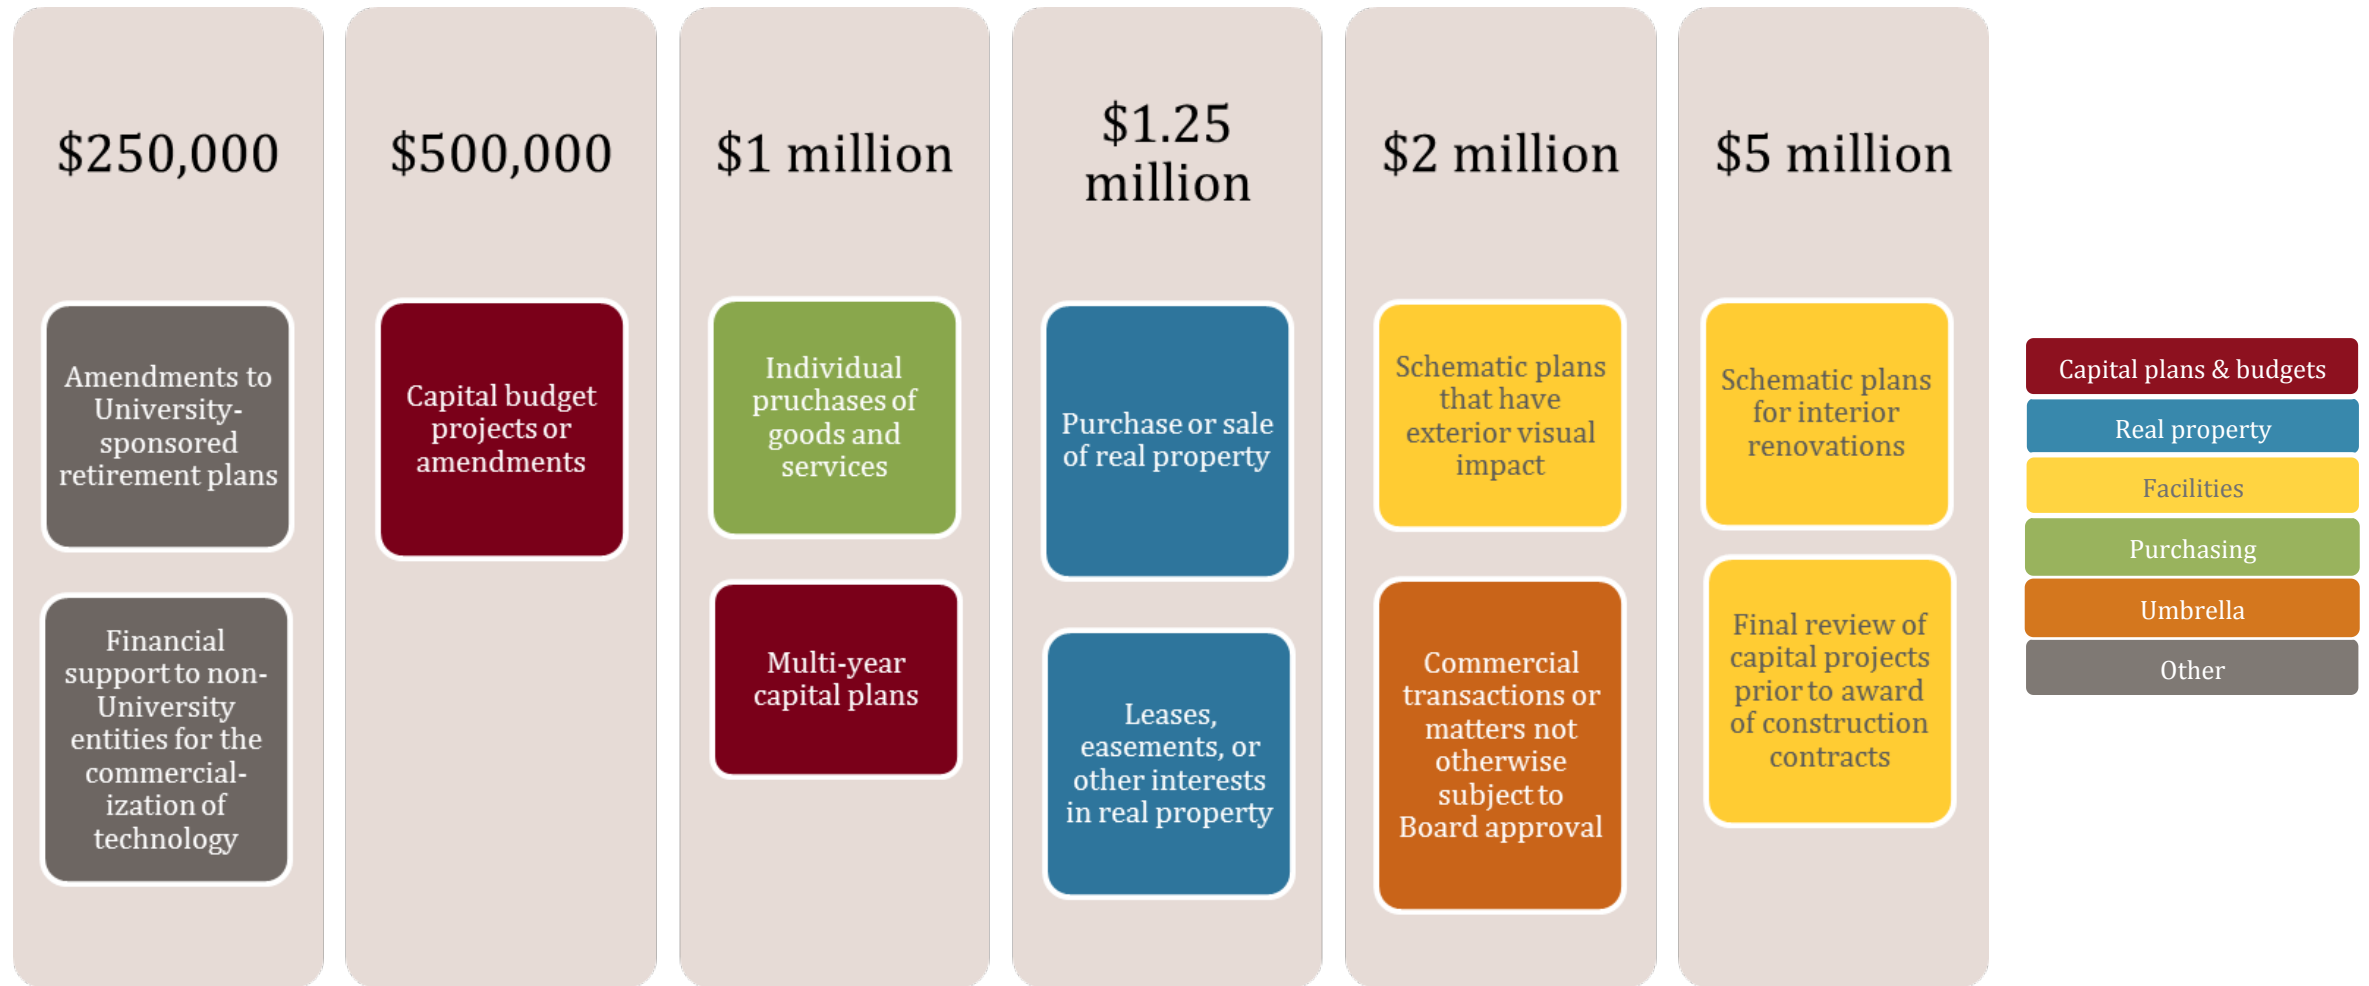 $250,000
Amendments to
University-
sponsored
retirement plans
Financial
support to non-
University
entities for the
commercial-
ization of
technology
$500,000
Capital budget
projects or
amendments
$1 million
Individual
pruchases of
goods and
services
Multi-year
capital plans
$1.25
million
Purchase or sale
of real property
Leases,
easements, or
other interests
in real property
$2 million
Schematic plans
that have
exterior visual
impact
Commercial
transactions or
matters not
otherwise
subject to
Board approval
$5 million
Schematic plans
for interior
renovations
Final review of
capital projects
prior to award
of construction
contracts
Capital plans & budgets
Real property
Facilities
Purchasing
Umbrella
Other